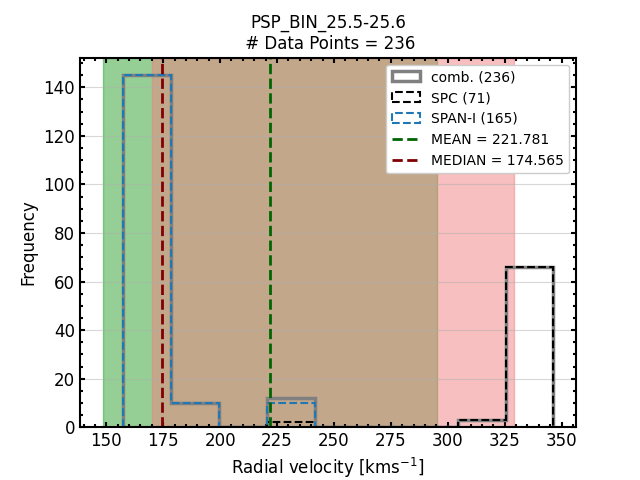 PSP_BIN_25.5-25.6
# Data Points = 236
comb. (236)
SPC (71)
SPAN-I (165)
MEAN = 221.781
MEDIAN = 174.565
Frequency
140
120
100
80
60
40
20
0
150 175 200 225 250 275 300 325 350
Radial velocity [kms⁻¹]